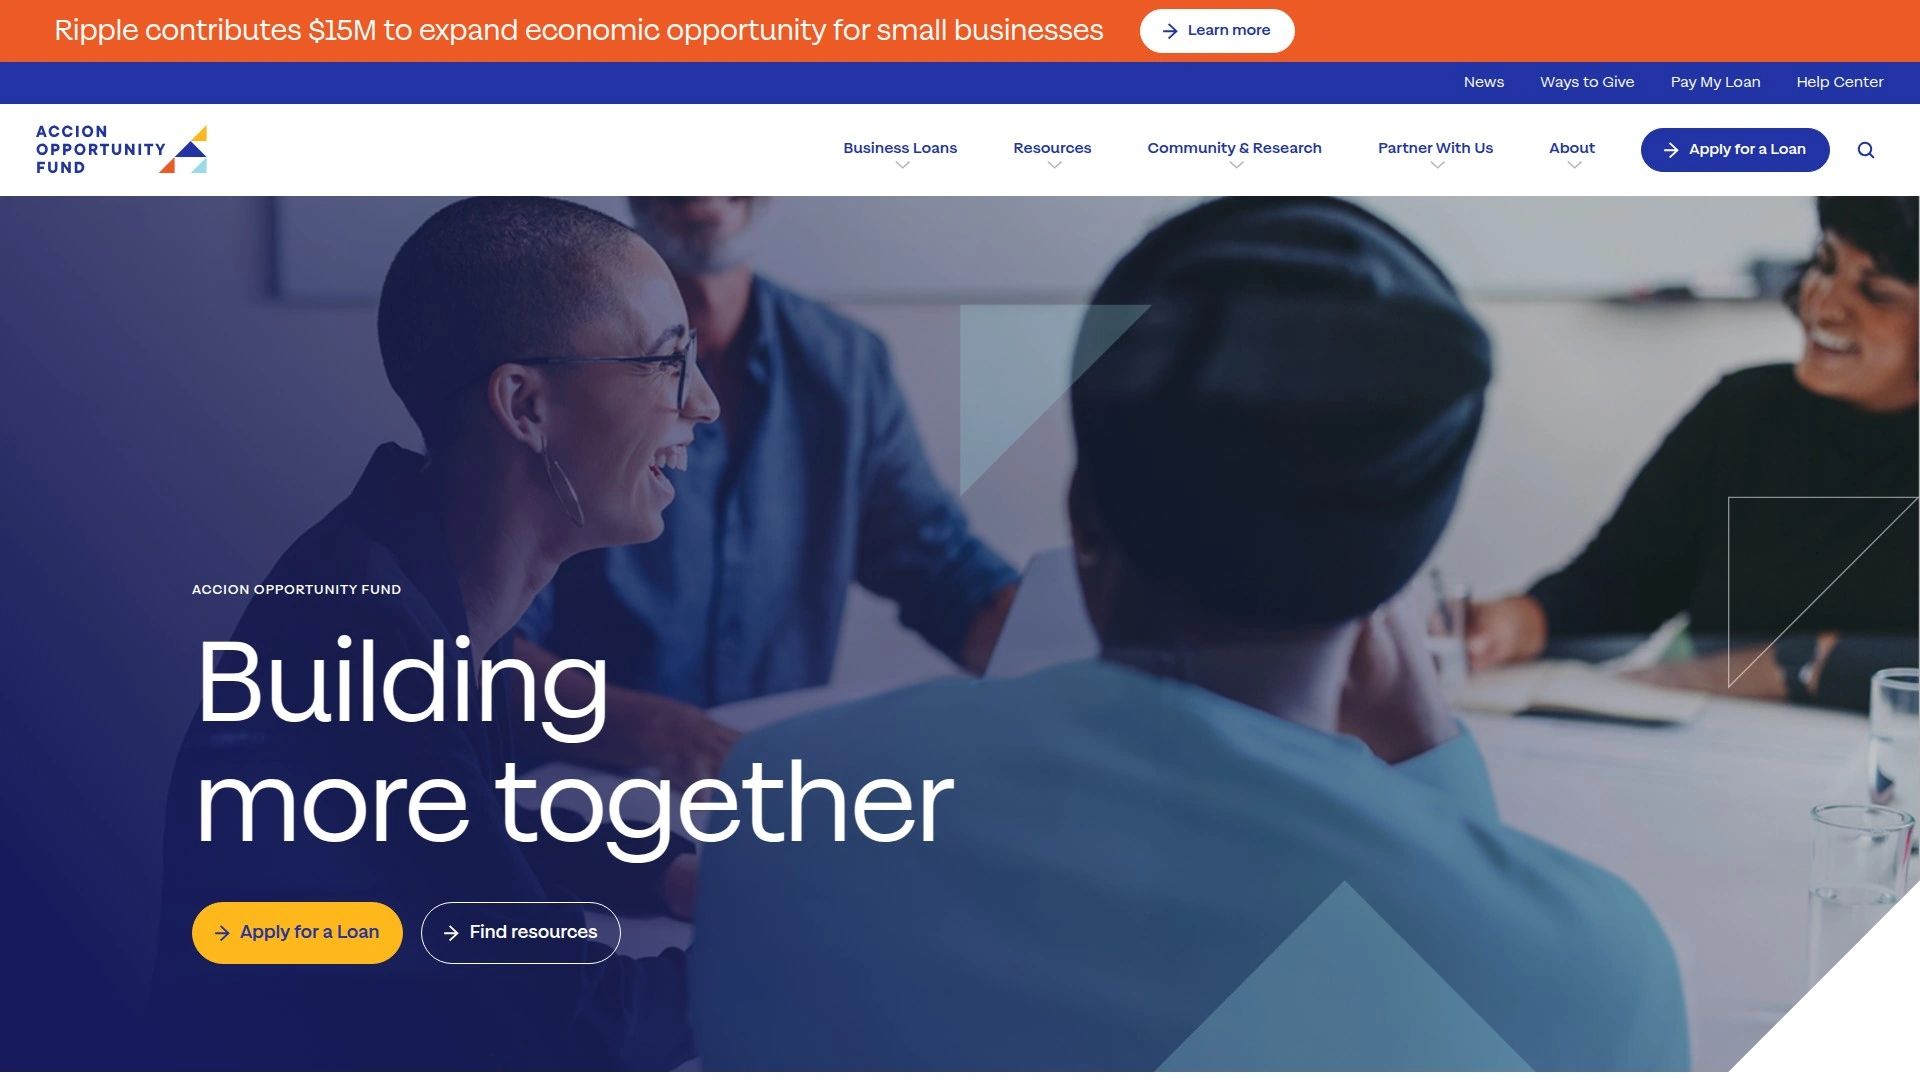 Ripple contributes $15M to expand economic opportunity for small businesses
Learn more
News
Ways to Give
Pay My Loan
Help Center
ACCION
OPPORTUNITY
FUND
Business Loans
Resources
Community & Research
Partner With Us
About
Apply for a Loan
ACCION OPPORTUNITY FUND
Building
more together
Apply for a Loan
Find resources